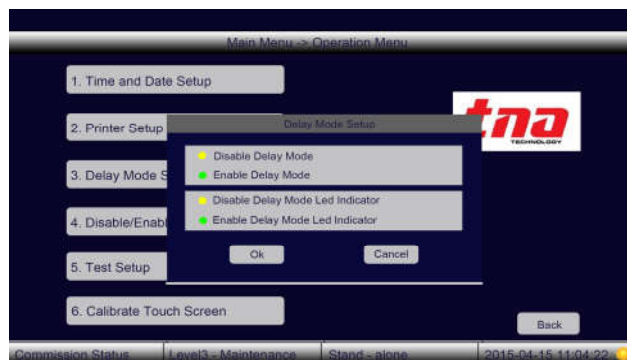 Main Menu -> Operation Menu
1. Time and Date Setup
tna
TECHNOLOGY
2. Printer Setup
Delay Mode Setup
Disable Delay Mode
Enable Delay Mode
3. Delay Mode S
Disable Delay Mode Led Indicator
Enable Delay Mode Led Indicator
4. Disable/Enabl
Ok Cancel
5. Test Setup
6. Calibrate Touch Screen
Back
Commission Status Level3 - Maintenance Stand - alone 2015-04-15 11:04:22